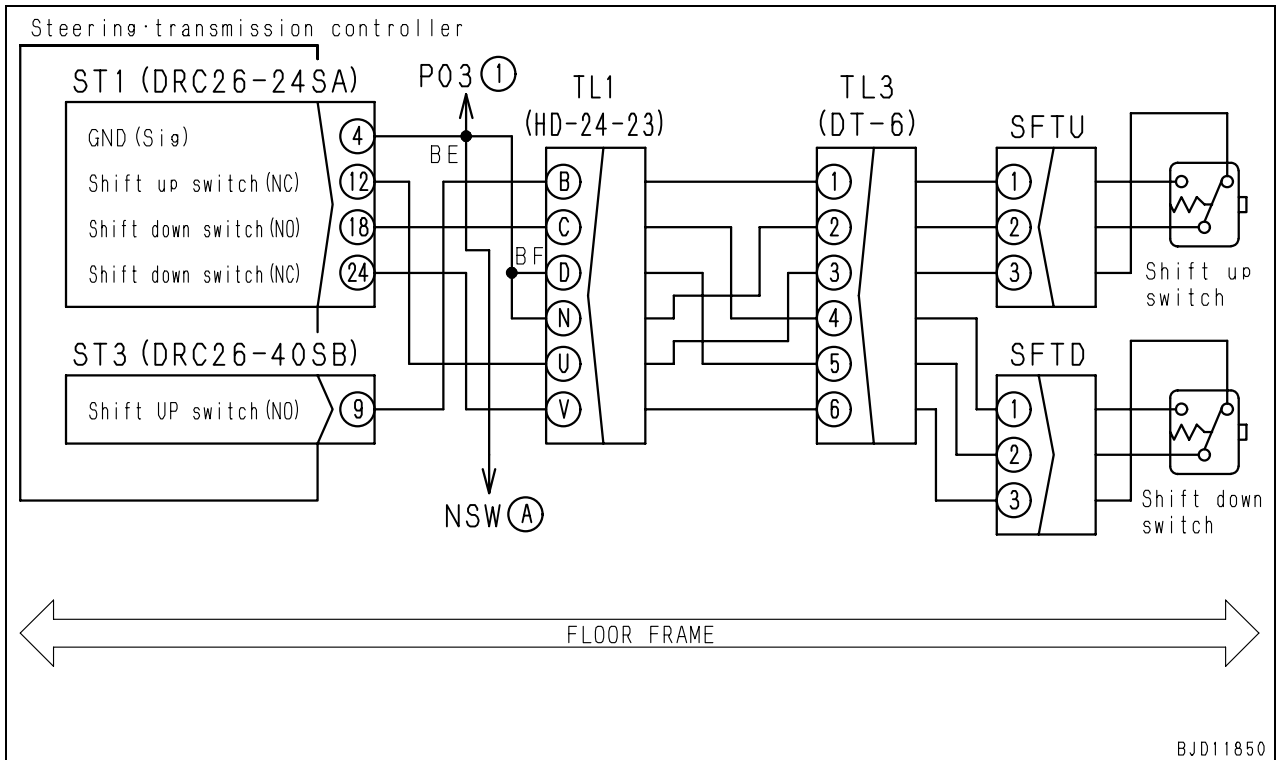 Steering·transmission controller
ST1 (DRC26-24SA)
GND (Sig)
4
Shift up switch (NC)
12
Shift down switch (NO)
18
Shift down switch (NC)
24
ST3 (DRC26-40SB)
Shift UP switch (NO)
9
P03 1
BE
BF
NSW A
TL1
(HD-24-23)
B
C
D
N
U
V
TL3
(DT-6)
1
2
3
4
5
6
SFTU
1
2
3
Shift up
switch
SFTD
1
2
3
Shift down
switch
FLOOR FRAME
BJD11850